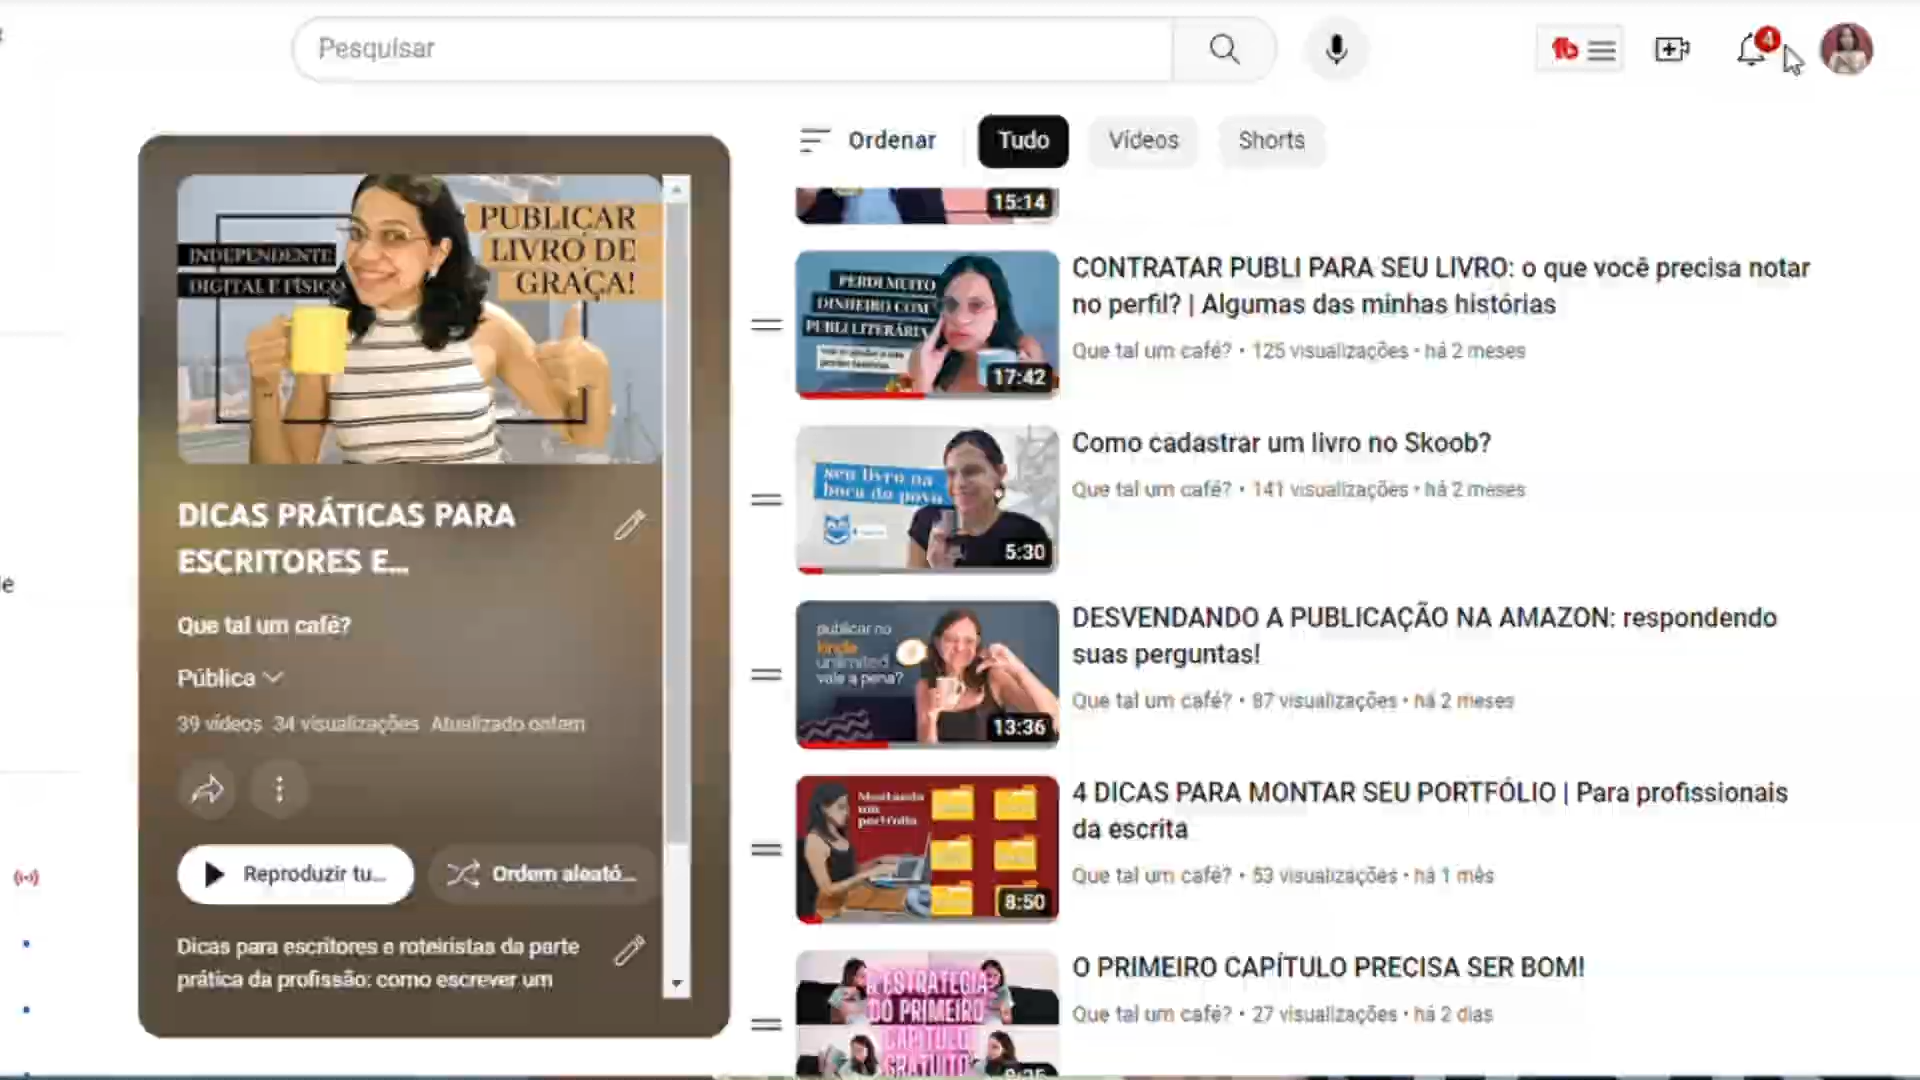 Pesquisar
4
PUBLICAR
LIVRO DE
GRAÇA!
INDEPENDENTE
DIGITAL E FÍSICO
DICAS PRÁTICAS PARA
ESCRITORES E...
Que tal um café?
Pública
39 vídeos 34 visualizações Atualizado ontem
Reproduzir tu...
Ordem aleató...
Dicas para escritores e roteiristas da parte
prática da profissão: como escrever um
Ordenar
Tudo
Vídeos
Shorts
15:14
PERDI MUITO
DINHEIRO COM
PUBLI LITERÁRIA
17:42
CONTRATAR PUBLI PARA SEU LIVRO: o que você precisa notar
no perfil? | Algumas das minhas histórias
Que tal um café? • 125 visualizações • há 2 meses
seu livro na
boca do povo
5:30
Como cadastrar um livro no Skoob?
Que tal um café? • 141 visualizações • há 2 meses
publicar no
kindle
unlimited
vale a pena?
13:36
DESVENDANDO A PUBLICAÇÃO NA AMAZON: respondendo
suas perguntas!
Que tal um café? • 87 visualizações • há 2 meses
Montando
um
portfólio
8:50
4 DICAS PARA MONTAR SEU PORTFÓLIO | Para profissionais
da escrita
Que tal um café? • 53 visualizações • há 1 mês
A ESTRATÉGIA
DO PRIMEIRO
CAPÍTULO
GRATUITO
O PRIMEIRO CAPÍTULO PRECISA SER BOM!
Que tal um café? • 27 visualizações • há 2 dias